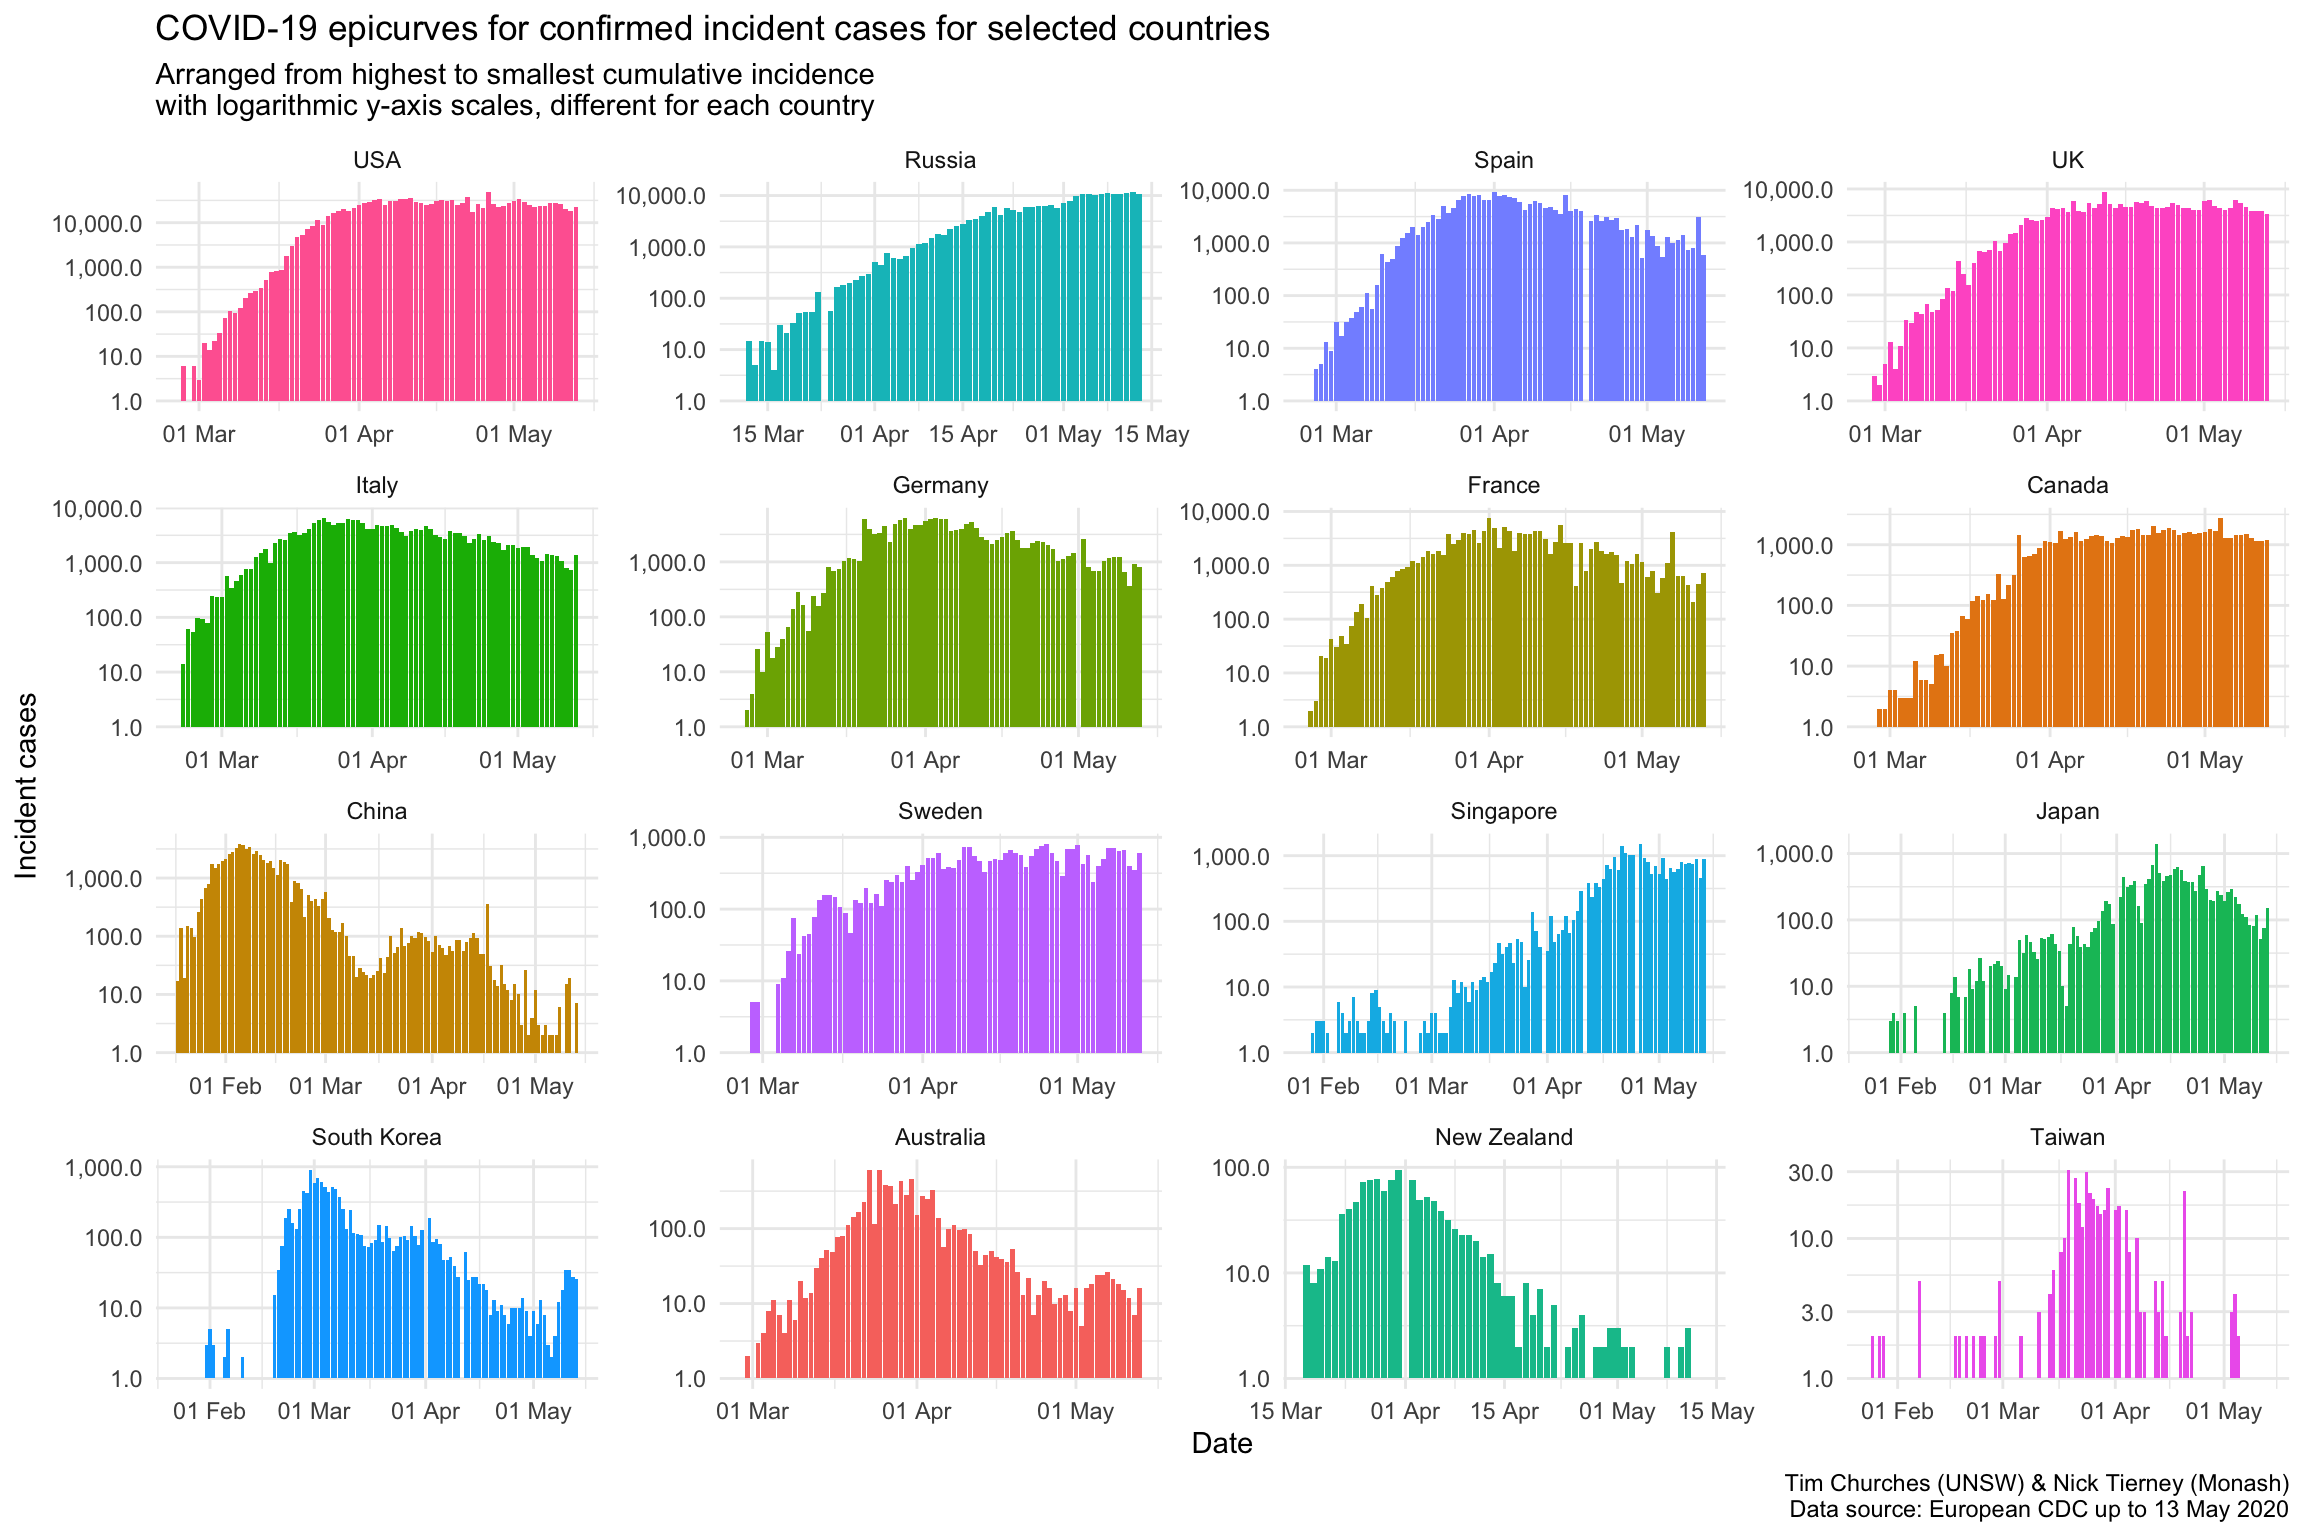 COVID-19 epicurves for confirmed incident cases for selected countries
Arranged from highest to smallest cumulative incidence
with logarithmic y-axis scales, different for each country
USA
10,000.0
1,000.0
100.0
10.0
1.0
01 Mar
01 Apr
01 May
Russia
10,000.0
1,000.0
100.0
10.0
1.0
15 Mar
01 Apr
15 Apr
01 May
15 May
Spain
10,000.0
1,000.0
100.0
10.0
1.0
01 Mar
01 Apr
01 May
UK
10,000.0
1,000.0
100.0
10.0
1.0
01 Mar
01 Apr
01 May
Italy
10,000.0
1,000.0
100.0
10.0
1.0
01 Mar
01 Apr
01 May
Germany
1,000.0
100.0
10.0
1.0
01 Mar
01 Apr
01 May
France
10,000.0
1,000.0
100.0
10.0
1.0
01 Mar
01 Apr
01 May
Canada
1,000.0
100.0
10.0
1.0
01 Mar
01 Apr
01 May
Incident cases
China
1,000.0
100.0
10.0
1.0
01 Feb
01 Mar
01 Apr
01 May
Sweden
1,000.0
100.0
10.0
1.0
01 Mar
01 Apr
01 May
Singapore
1,000.0
100.0
10.0
1.0
01 Feb
01 Mar
01 Apr
01 May
Japan
1,000.0
100.0
10.0
1.0
01 Feb
01 Mar
01 Apr
01 May
South Korea
1,000.0
100.0
10.0
1.0
01 Feb
01 Mar
01 Apr
01 May
Australia
100.0
10.0
1.0
01 Mar
01 Apr
01 May
New Zealand
100.0
10.0
1.0
15 Mar
01 Apr
15 Apr
01 May
15 May
Taiwan
30.0
10.0
3.0
1.0
01 Feb
01 Mar
01 Apr
01 May
Date
Tim Churches (UNSW) & Nick Tierney (Monash)
Data source: European CDC up to 13 May 2020